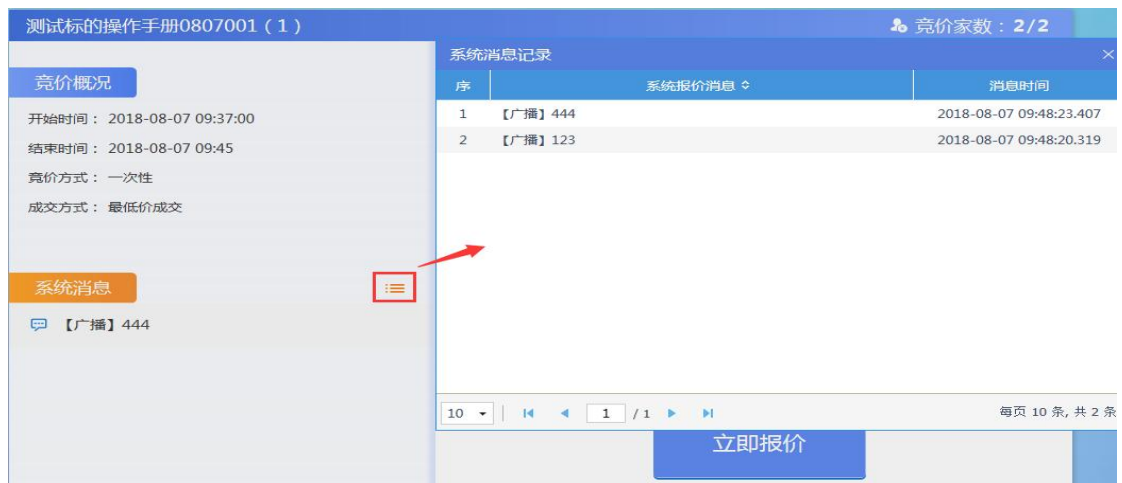 测试标的操作手册0807001(1)
竞价家数：2/2
竞价概况
开始时间： 2018-08-07 09:37:00
结束时间： 2018-08-07 09:45
竞价方式： 一次性
成交方式： 最低价成交
系统消息
【广播】444
系统消息记录
序 系统报价消息 消息时间
1 【广播】444 2018-08-07 09:48:23.407
2 【广播】123 2018-08-07 09:48:20.319
10 1 / 1 每页 10 条, 共 2 条
立即报价